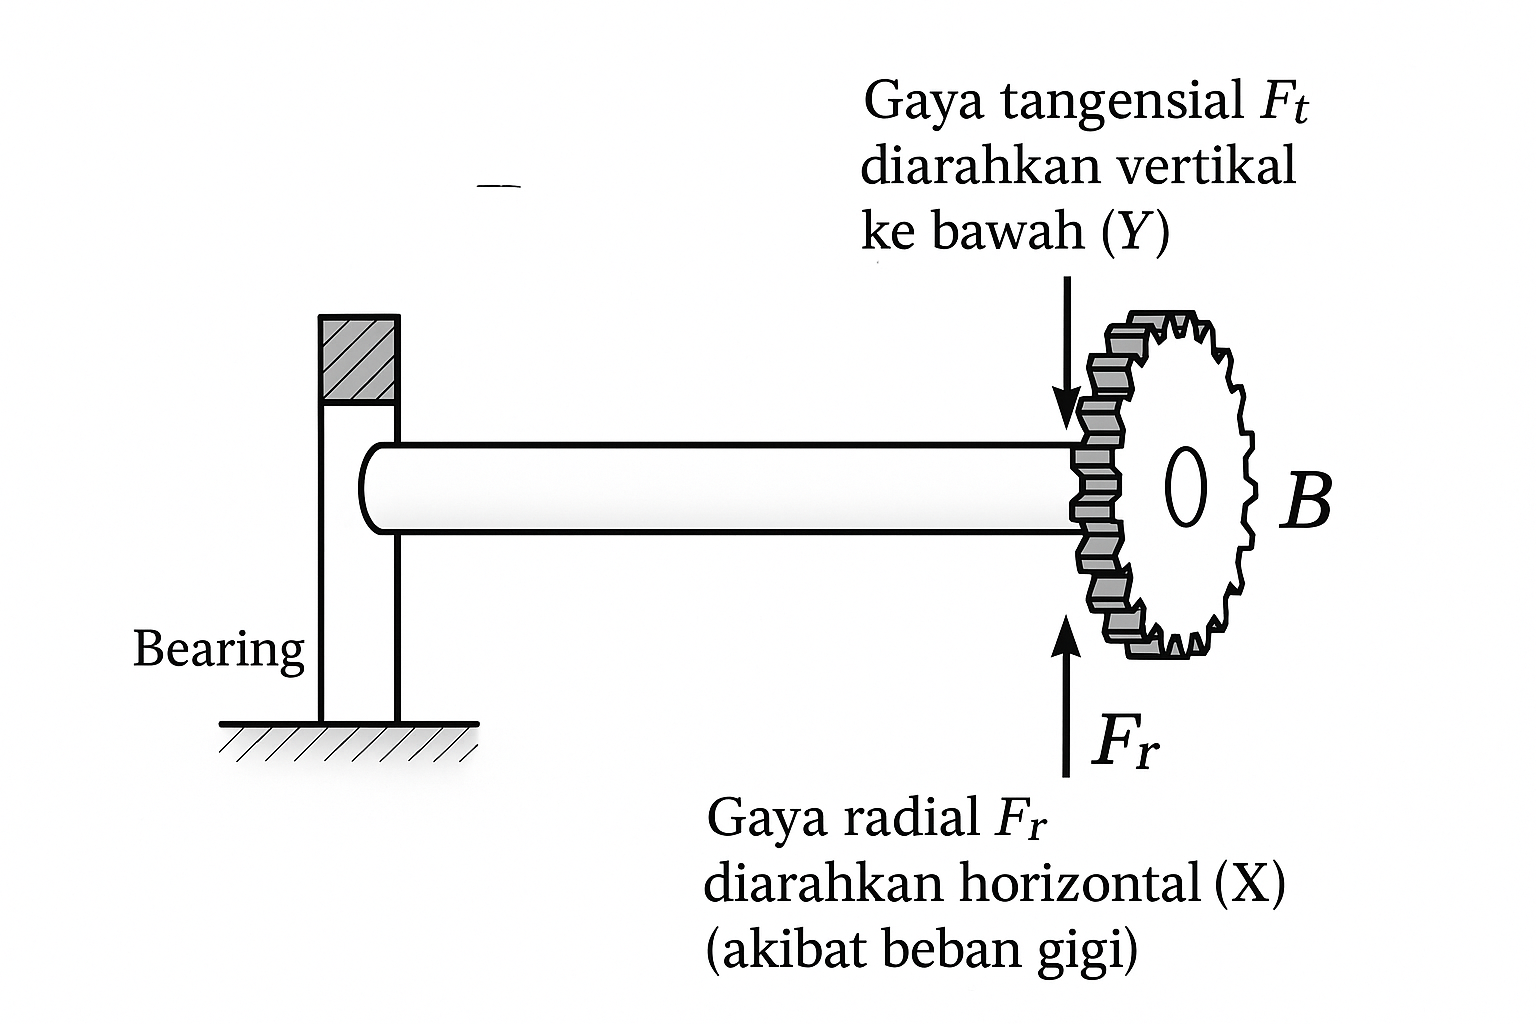 Gaya tangensial Ft
diarahkan vertikal
ke bawah (Y)
B
Bearing
Fr
Gaya radial Fr
diarahkan horizontal (X)
(akibat beban gigi)